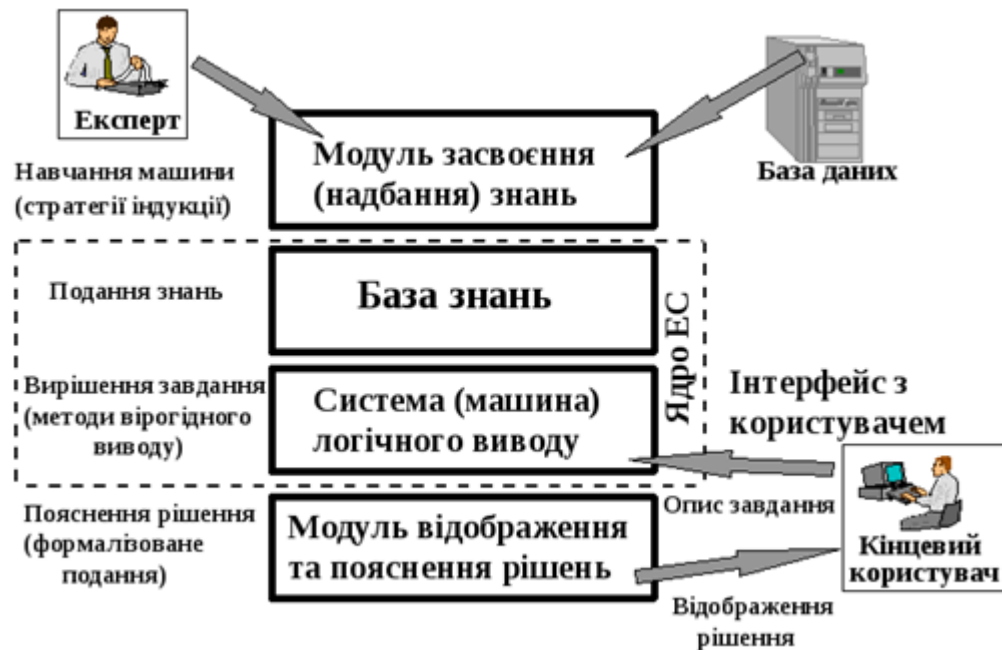 Експерт
База даних
Модуль засвоєння
(надбання) знань
Навчання машини
(стратегії індукції)
Подання знань
База знань
Ядро ЕС
Вирішення завдання
(методи вірогідного
виводу)
Система (машина)
логічного виводу
Інтерфейс з
користувачем
Опис завдання
Кінцевий
користувач
Пояснення рішення
(формалізоване
подання)
Модуль відображення
та пояснення рішень
Відображення
рішення